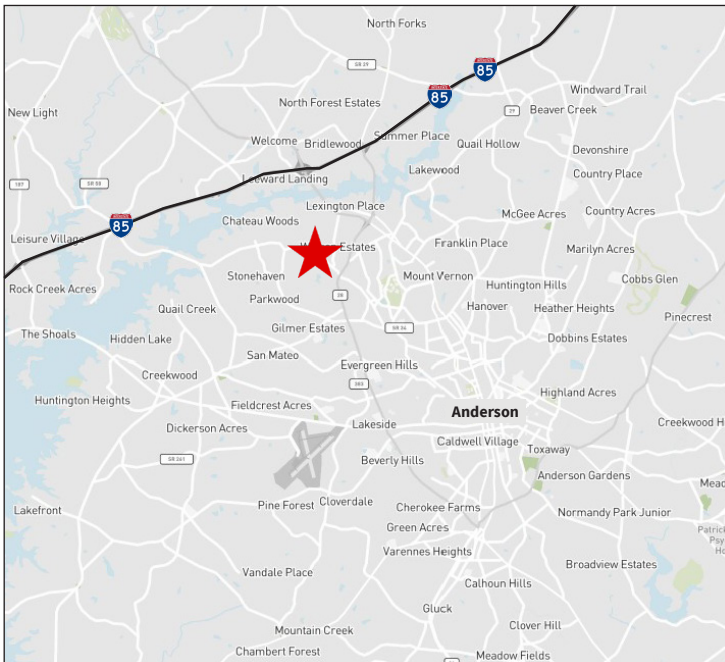 North Forks
SR 29
85
85
Windward Trail
New Light
North Forest Estates
29
Beaver Creek
Summer Place
Welcome
Bridlewood
Quail Hollow
Devonshire
Lakewood
Country Place
187
Leeward Landing
Lexington Place
McGee Acres
Country Acres
Chateau Woods
85
Leisure Village
Estates
Franklin Place
Marilyn Acres
Stonehaven
Mount Vernon
Huntington Hills
Cobbs Glen
Rock Creek Acres
Parkwood
28
Quail Creek
Hanover
Heather Heights
Pinecrest
The Shoals
Hidden Lake
Gilmer Estates
SR 24
Dobbins Estates
San Mateo
Evergreen Hills
Creekwood
Huntington Heights
Fieldcrest Acres
Highland Acres
Anderson
Dickerson Acres
Lakeside
Creekwood H
Caldwell Village
Toxaway
Beverly Hills
Anderson Gardens
Mead
Lakefront
Pine Forest
Cloverdale
Cherokee Farms
Normandy Park Junior
Green Acres
Patric
Psy
Ho
Varennes Heights
Broadview Estates
Vandale Place
Calhoun Hills
Gluck
Mountain Creek
Clover Hill
Chambert Forest
Meadow Fields